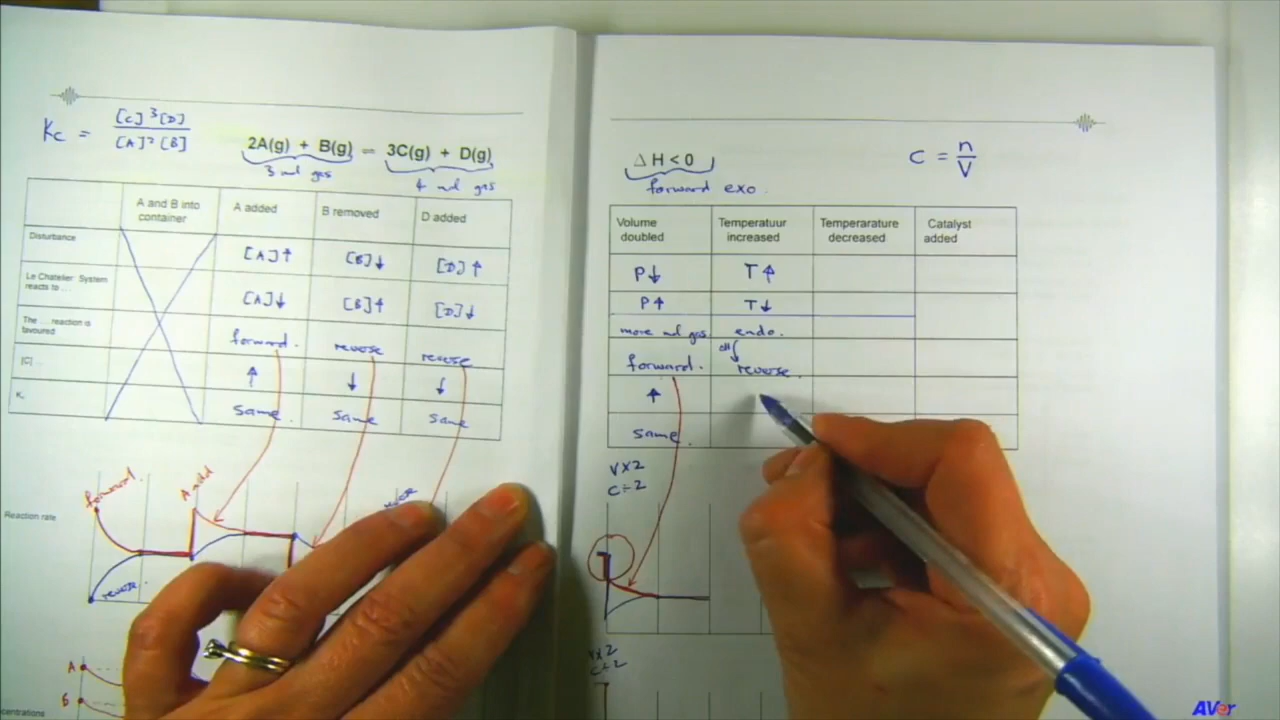 Kc = [C]³[D]
[A]² [B]
2A(g) + B(g) = 3C(g) + D(g)
3 mol gas
4 mol gas
A and B into container
A added
B removed
D added
Disturbance
[A]↑
[B]↓
[D]↑
Le Chatelier: System reacts to ...
[A]↓
[B]↑
[D]↓
The .... reaction is favoured
forward.
reverse
reverse
[C] ...
↑
↓
↓
Kc
same.
same
same
forward
A add
Reaction rate
reverse.
A
B
centrations
ΔH<0
forward exo.
C = n
V
Volume doubled
Temperatuur increased
Temperarature decreased
Catalyst added
P↓
T↑
P↑
T↓
more mol gas
endo.
forward.
ΔH
reverse.
↑
same.
V×2
C÷2
V×2
C÷2
AVer